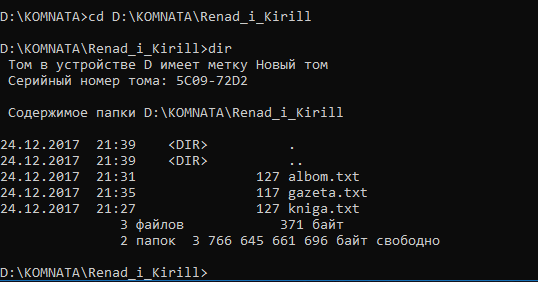 D:\KOMNATA>cd D:\KOMNATA\Renad_i_Kirill
D:\KOMNATA\Renad_i_Kirill>dir
Том в устройстве D имеет метку Новый том
Серийный номер тома: 5C09-72D2
Содержимое папки D:\KOMNATA\Renad_i_Kirill
24.12.2017  21:39    <DIR>          .
24.12.2017  21:39    <DIR>          ..
24.12.2017  21:31               127 albom.txt
24.12.2017  21:35               117 gazeta.txt
24.12.2017  21:27               127 kniga.txt
3 файлов            371 байт
2 папок  3 766 645 661 696 байт свободно
D:\KOMNATA\Renad_i_Kirill>